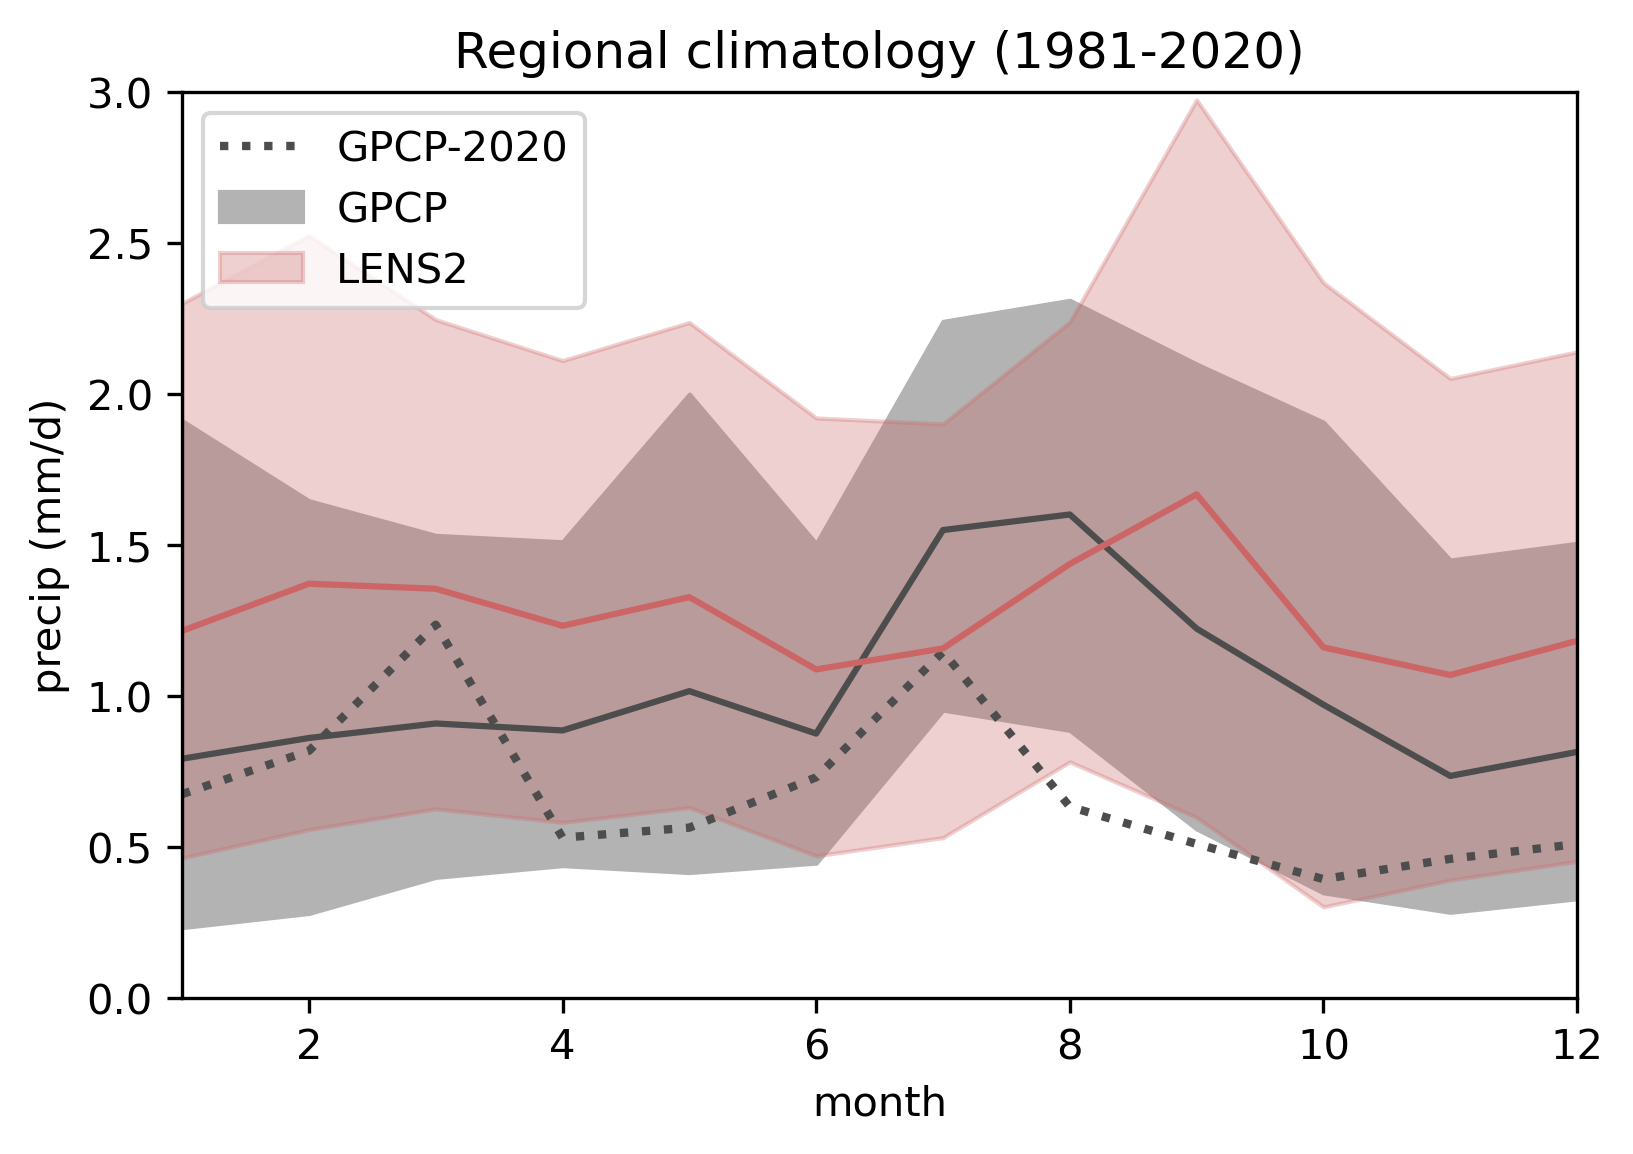 Regional climatology (1981-2020)
3.0
2.5
2.0
1.5
1.0
0.5
0.0
precip (mm/d)
GPCP-2020
GPCP
LENS2
2 4 6 8 10 12
month